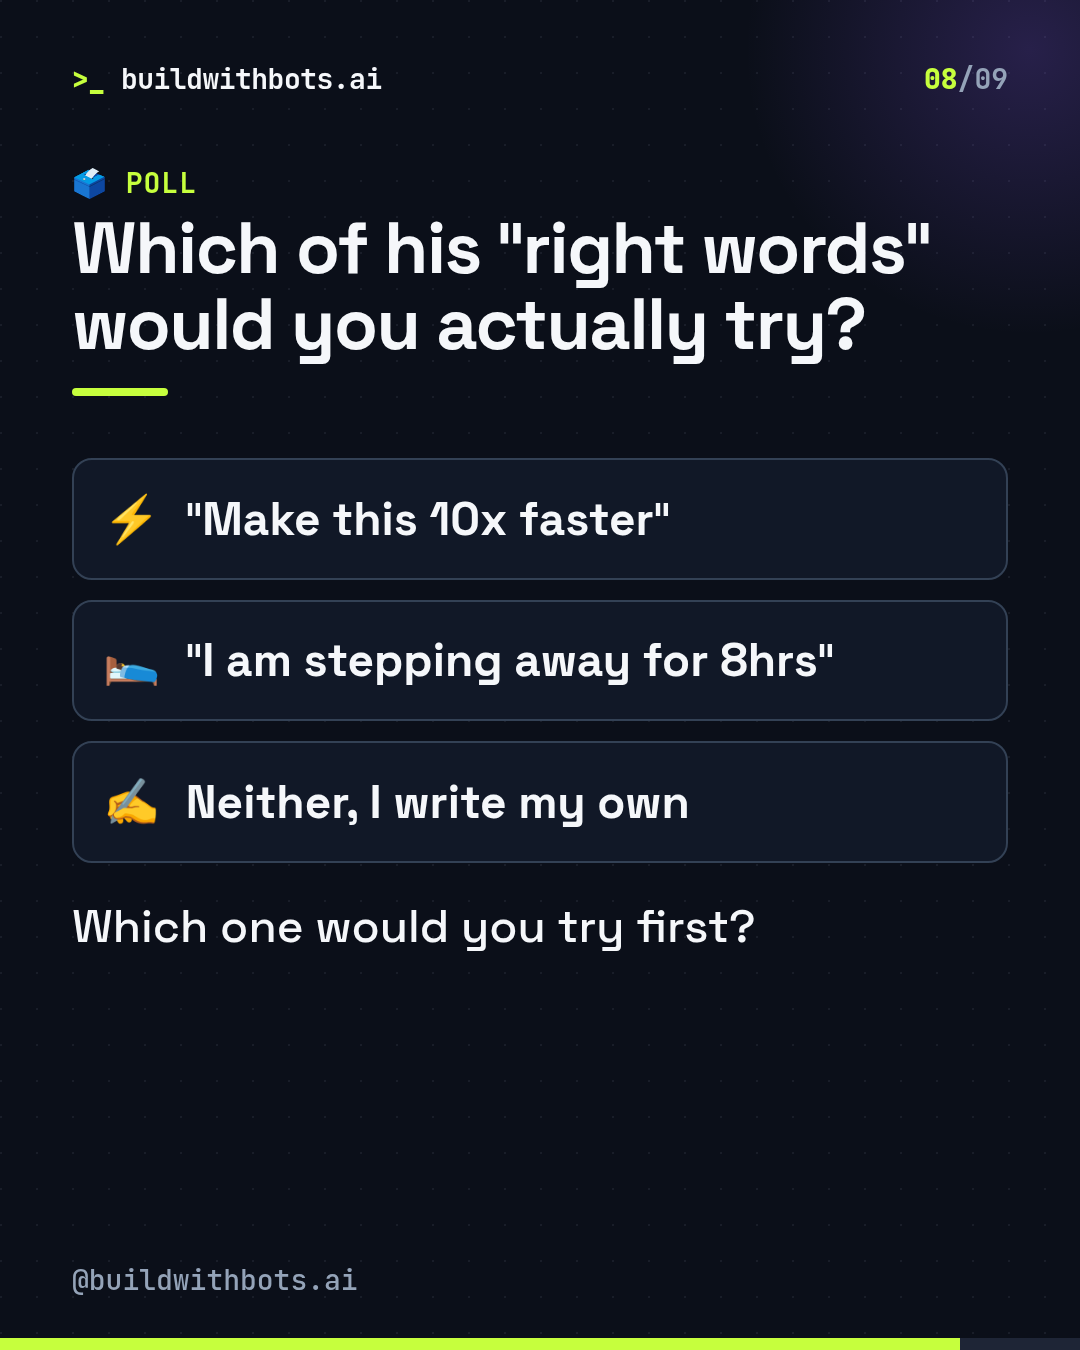 >_ buildwithbots.ai
08/09
POLL
Which of his "right words"
would you actually try?
"Make this 10x faster"
"I am stepping away for 8hrs"
Neither, I write my own
Which one would you try first?
@buildwithbots.ai